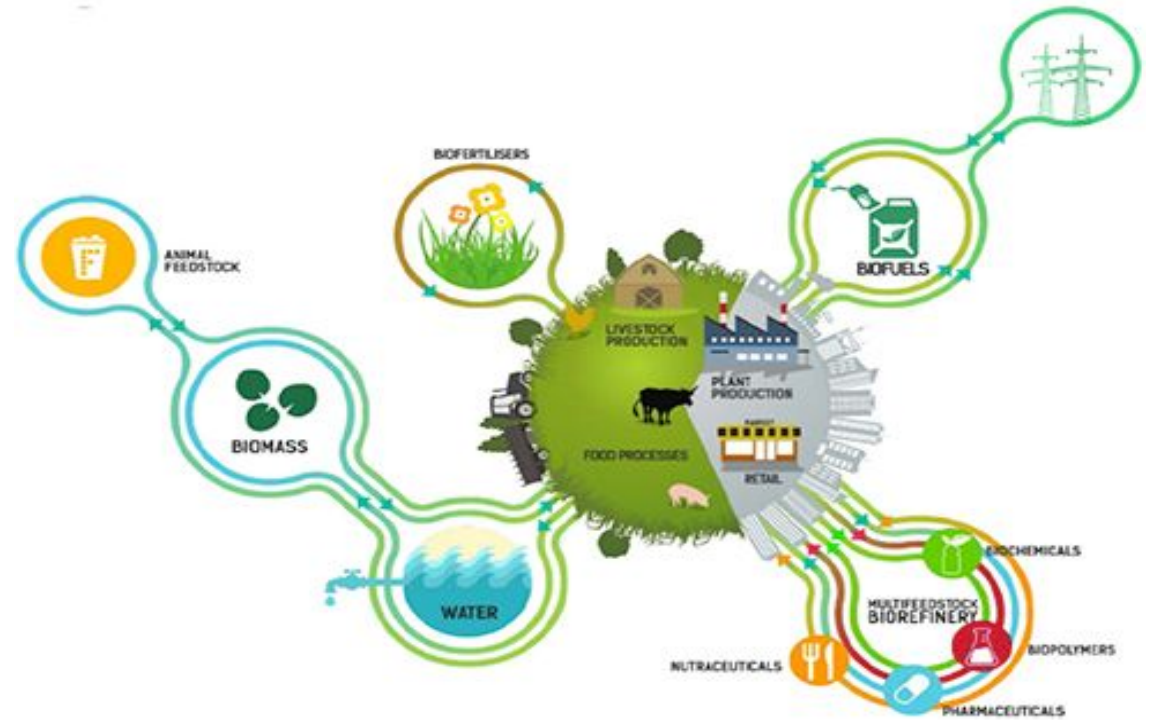 BIOFERTILISERS
ANIMAL
FEEDSTOCK
BIOFUELS
LIVESTOCK
PRODUCTION
PLANT
PRODUCTION
MARKET
BIOMASS
FOOD PROCESSES
RETAIL
WATER
BIOCHEMICALS
MULTIFEEDSTOCK
BIOREFINERY
BIOPOLYMERS
NUTRACEUTICALS
PHARMACEUTICALS